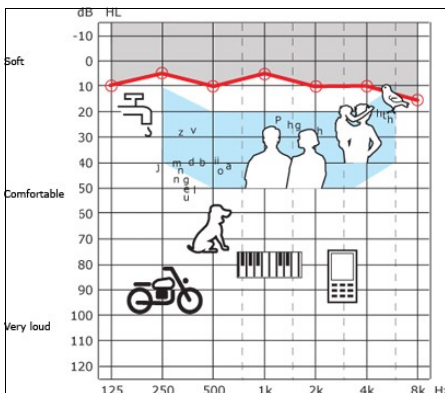 dB HL
-10
Soft 0
10
20
P h g f s th
z v h
30
j m d b i a
n o
n g
40
e l
u
Comfortable 50
60
70
80
90
100
Very loud 110
120
125 250 500 1k 2k 4k 8k Hz